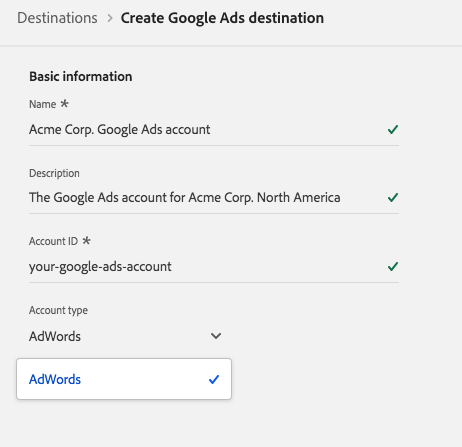 Destinations > Create Google Ads destination
Basic information
Name *
Acme Corp. Google Ads account
Description
The Google Ads account for Acme Corp. North America
Account ID *
your-google-ads-account
Account type
AdWords
AdWords